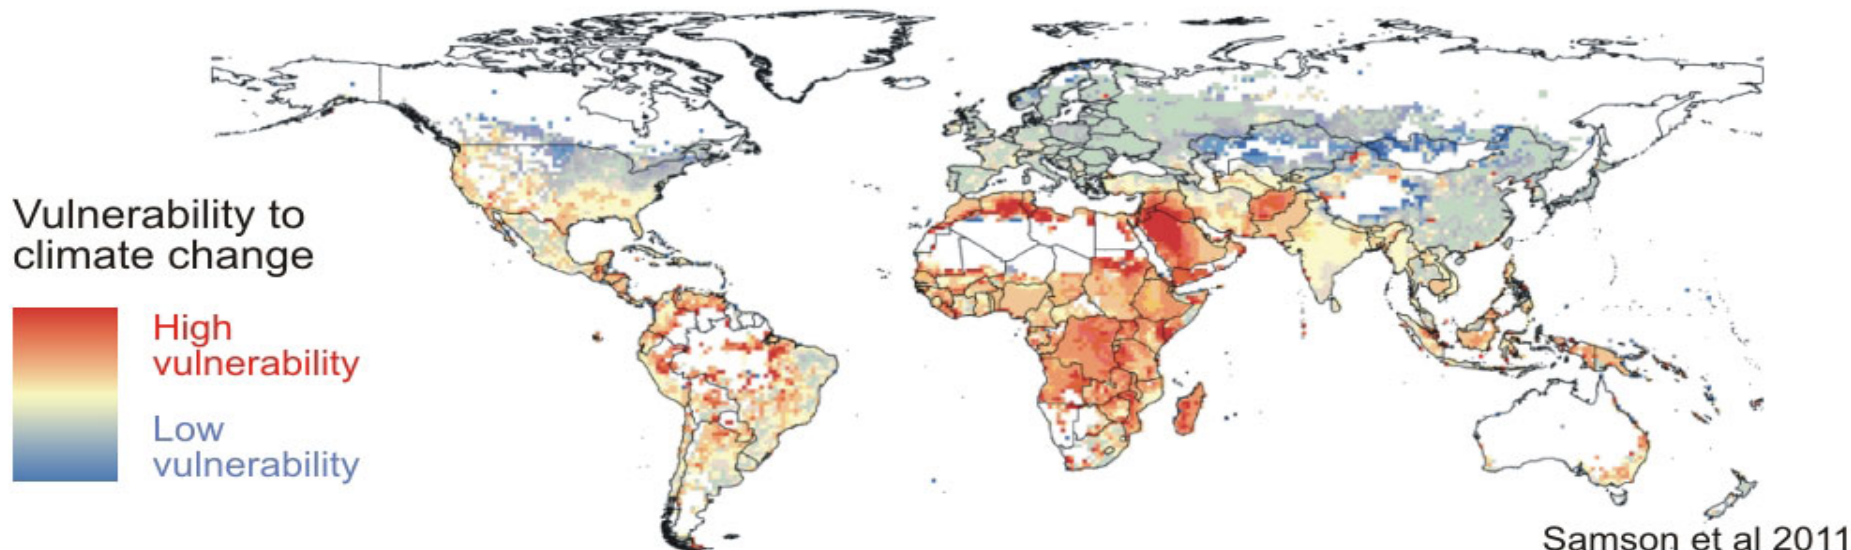 Vulnerability to
climate change
High
vulnerability
Low
vulnerability
Samson et al 2011